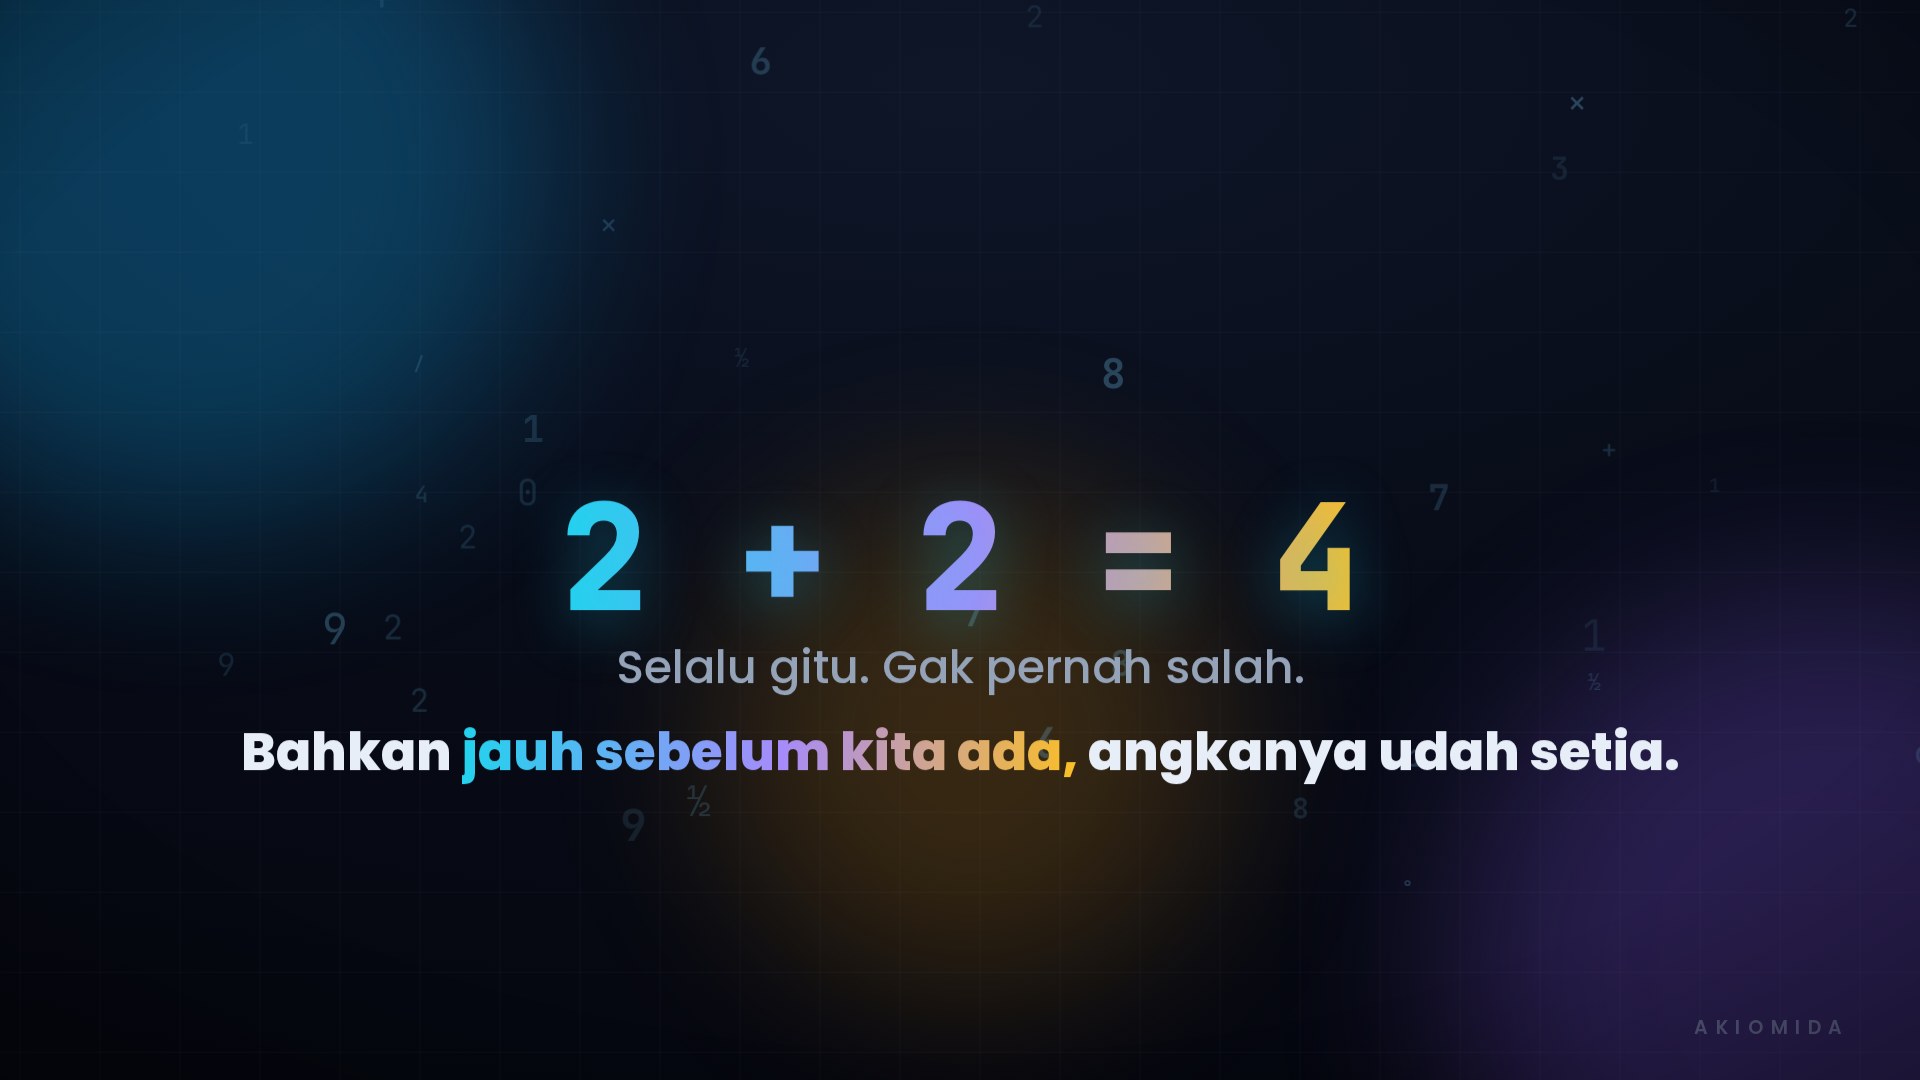 2 + 2 = 4
Selalu gitu. Gak pernah salah.
Bahkan jauh sebelum kita ada, angkanya udah setia.
AKIOMIDA